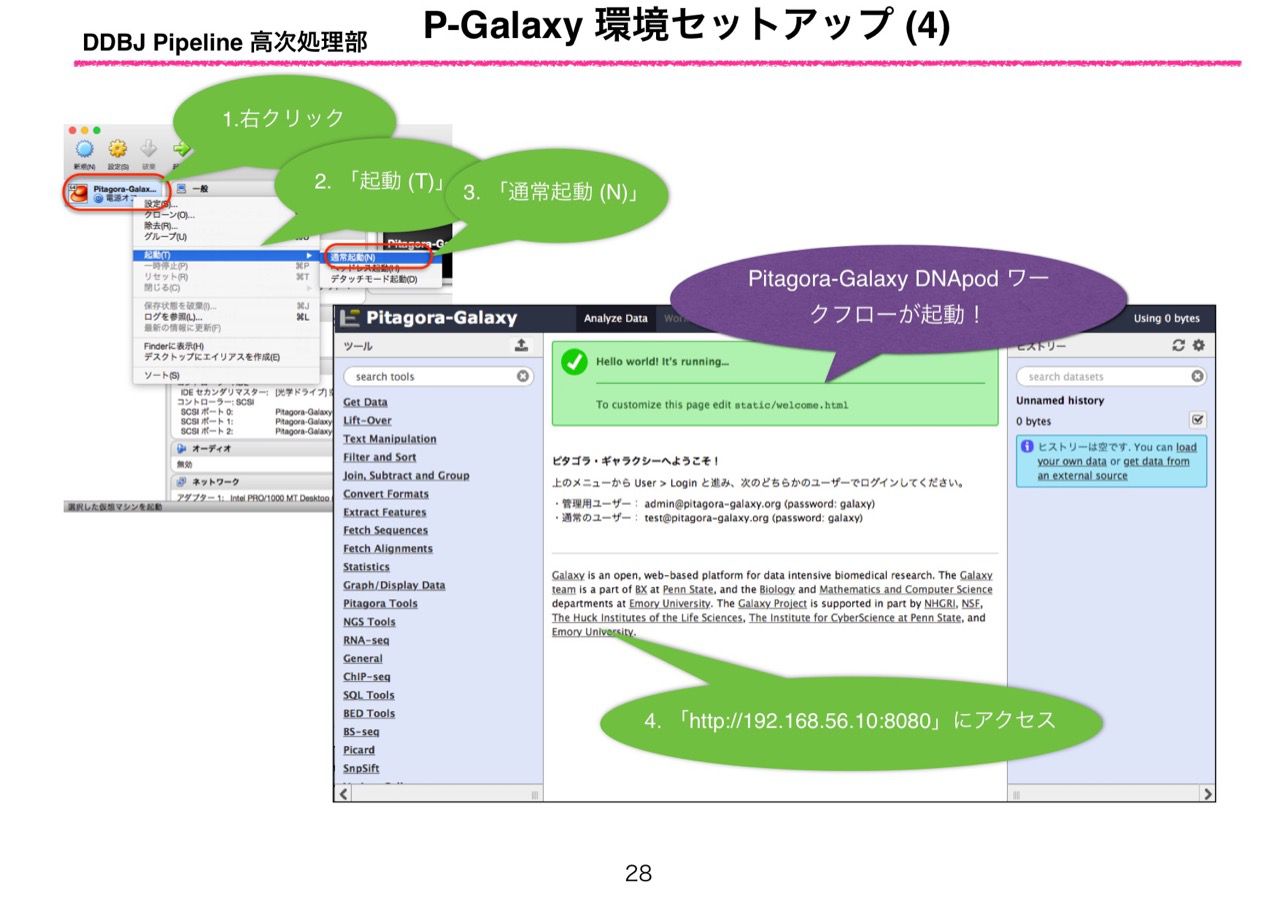 DDBJ Pipeline 高次処理部
P-Galaxy 環境セットアップ (4)
1.右クリック
2. 「起動 (T)」
3. 「通常起動 (N)」
新規(N)
設定(S)
破棄
Pitagora-Galax...
電源オフ
一般
設定(S)...
クローン(O)...
除去(R)...
グループ(U)
起動(T)
一時停止(P) ⌘P
リセット(R) ⌘T
閉じる(C)
保存状態を破棄(I)... ⌘J
ログを参照(L)... ⌘L
最新の情報に更新(F)
Finderに表示(H)
デスクトップにエイリアスを作成(E)
ソート(S)
通常起動(N)
ヘッドレス起動(H)
デタッチモード起動(D)
Pitagora-Ga
IDE セカンダリマスター: [光学ドライブ]
コントローラー: SCSI
SCSI ポート 0: Pitagora-Galaxy
SCSI ポート 1: Pitagora-Galaxy
SCSI ポート 2: Pitagora-Galaxy
オーディオ
無効
ネットワーク
アダプター 1: Intel PRO/1000 MT Desktop
選択した仮想マシンを起動
Pitagora-Galaxy DNApod ワー
クフローが起動！
Pitagora-Galaxy
Analyze Data
Using 0 bytes
ツール
search tools
Get Data
Lift-Over
Text Manipulation
Filter and Sort
Join, Subtract and Group
Convert Formats
Extract Features
Fetch Sequences
Fetch Alignments
Statistics
Graph/Display Data
Pitagora Tools
NGS Tools
RNA-seq
General
ChIP-seq
SQL Tools
BED Tools
BS-seq
Picard
SnpSift
Hello world! It's running...
To customize this page edit static/welcome.html
ピタゴラ・ギャラクシーへようこそ！
上のメニューから User > Login と進み、次のどちらかのユーザーでログインしてください。
・管理用ユーザー： admin@pitagora-galaxy.org (password: galaxy)
・通常のユーザー： test@pitagora-galaxy.org (password: galaxy)
Galaxy is an open, web-based platform for data intensive biomedical research. The Galaxy
team is a part of BX at Penn State, and the Biology and Mathematics and Computer Science
departments at Emory University. The Galaxy Project is supported in part by NHGRI, NSF,
The Huck Institutes of the Life Sciences, The Institute for CyberScience at Penn State, and
Emory University.
ヒストリー
search datasets
Unnamed history
0 bytes
ヒストリーは空です. You can load
your own data or get data from
an external source
4. 「http://192.168.56.10:8080」にアクセス
28